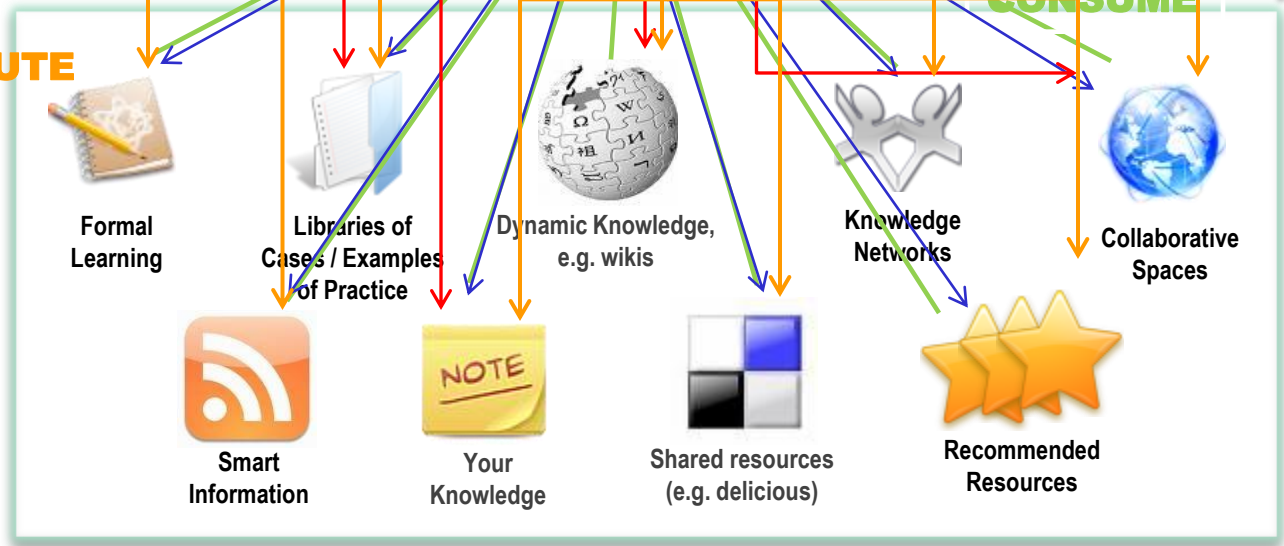 CONSUME
UTE
Formal
Learning
Libraries of
Cases / Examples
of Practice
Dynamic Knowledge,
e.g. wikis
Knowledge
Networks
Collaborative
Spaces
NOTE
Smart
Information
Your
Knowledge
Shared resources
(e.g. delicious)
Recommended
Resources